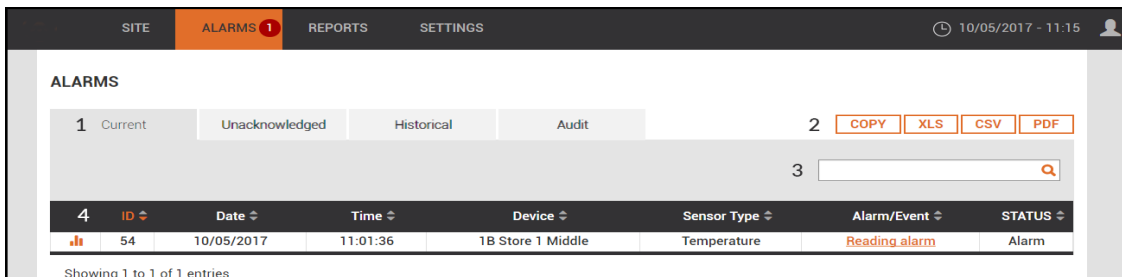 SITE ALARMS 1 REPORTS SETTINGS 10/05/2017 - 11:15
ALARMS
1 Current Unacknowledged Historical Audit 2 COPY XLS CSV PDF
3
4 ID Date Time Device Sensor Type Alarm/Event STATUS
54 10/05/2017 11:01:36 1B Store 1 Middle Temperature Reading alarm Alarm
Showing 1 to 1 of 1 entries